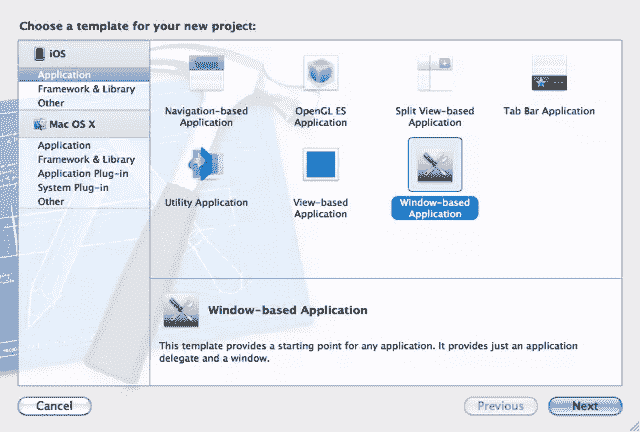 Choose a template for your new project:
iOS
Application
Framework & Library
Other
Mac OS X
Application
Framework & Library
Application Plug-in
System Plug-in
Other
Navigation-based
Application
OpenGL ES
Application
Split View-based
Application
Tab Bar Application
Utility Application
View-based
Application
Window-based
Application
Window-based Application
This template provides a starting point for any application. It provides just an application
delegate and a window.
Cancel
Previous
Next